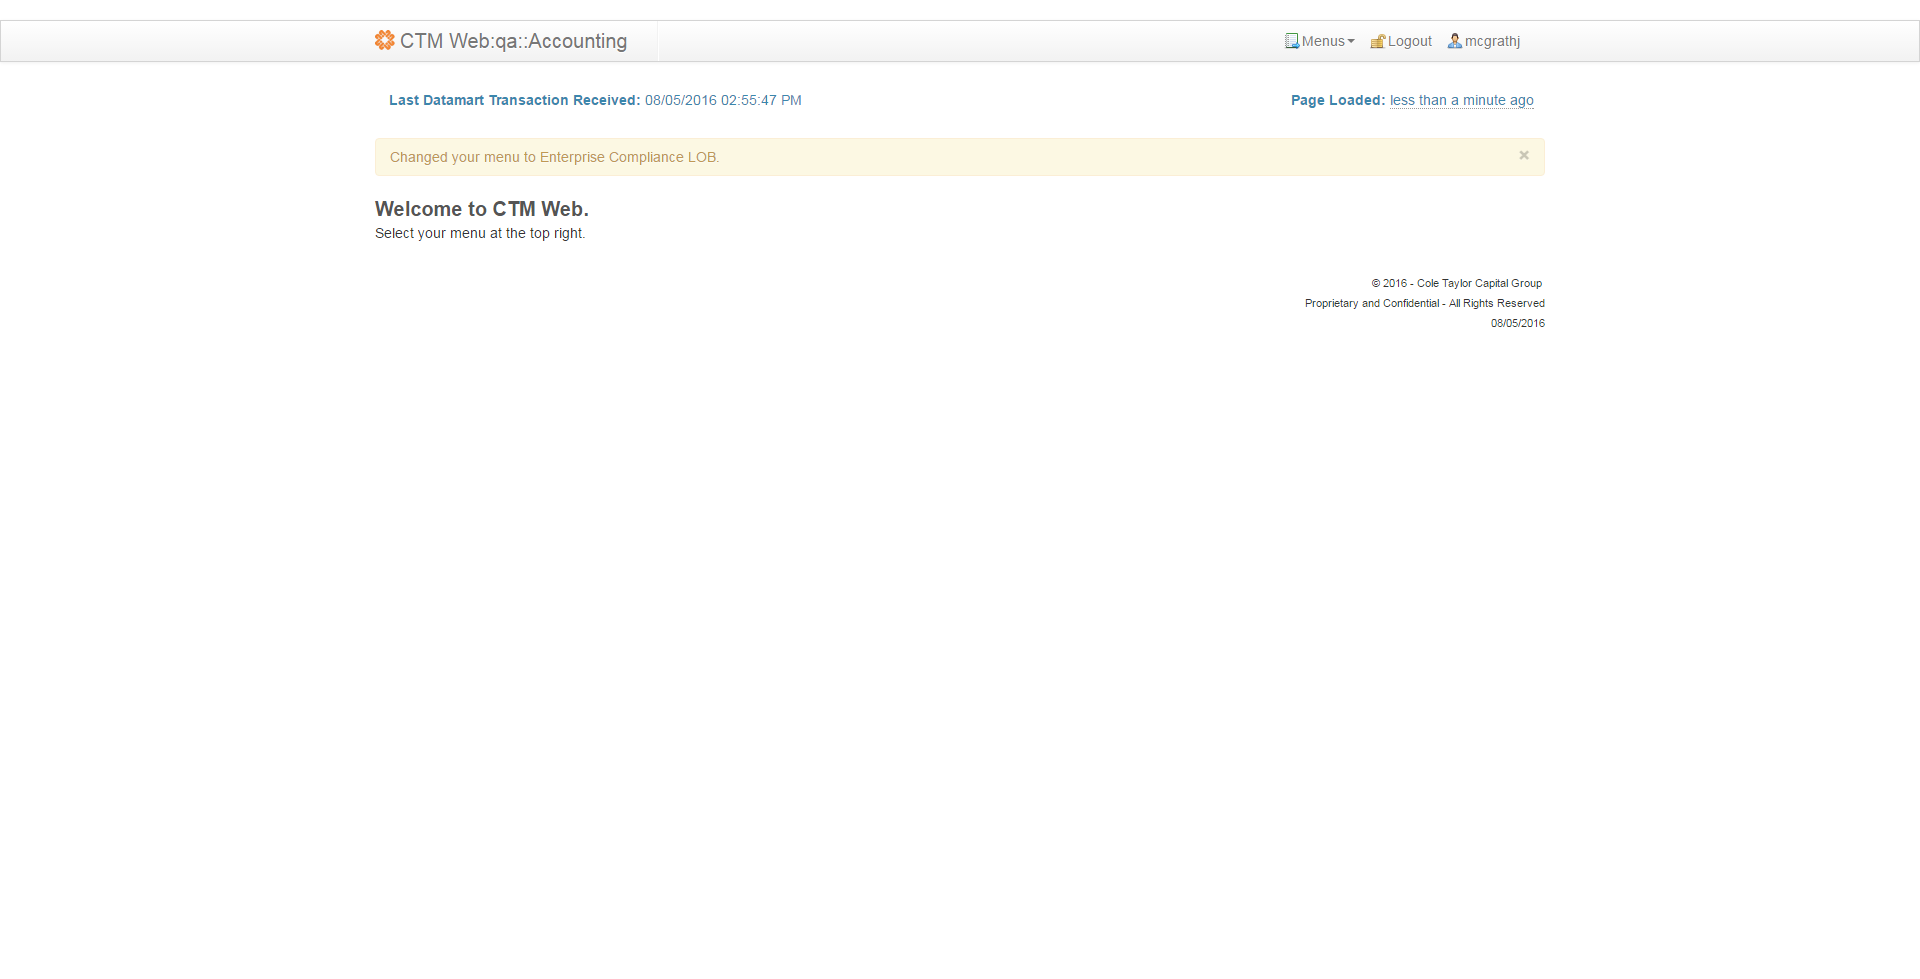 CTM Web:qa::Accounting
Menus Logout mcgrathj
Last Datamart Transaction Received: 08/05/2016 02:55:47 PM
Page Loaded: less than a minute ago
Changed your menu to Enterprise Compliance LOB. ×
Welcome to CTM Web.
Select your menu at the top right.
© 2016 - Cole Taylor Capital Group
Proprietary and Confidential - All Rights Reserved
08/05/2016